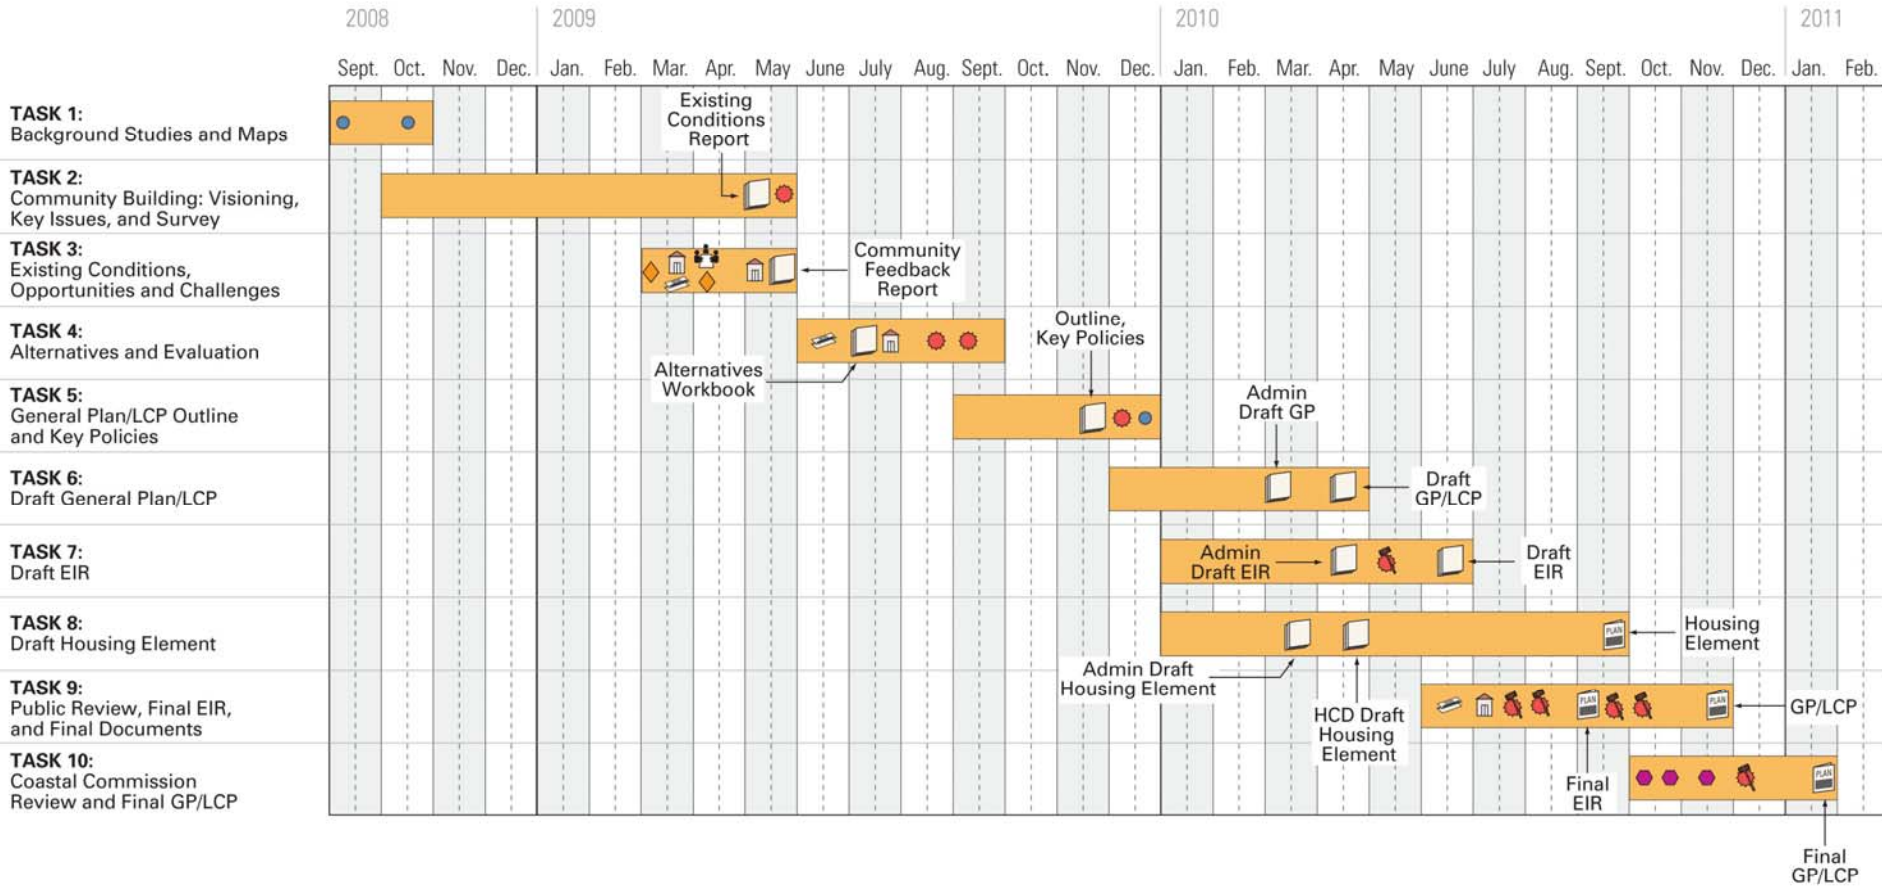 2008 2009 2010 2011
Sept. Oct. Nov. Dec. Jan. Feb. Mar. Apr. May June July Aug. Sept. Oct. Nov. Dec. Jan. Feb. Mar. Apr. May June July Aug. Sept. Oct. Nov. Dec. Jan. Feb.
TASK 1:
Background Studies and Maps
Existing
Conditions
Report
TASK 2:
Community Building: Visioning,
Key Issues, and Survey
TASK 3:
Existing Conditions,
Opportunities and Challenges
Community
Feedback
Report
TASK 4:
Alternatives and Evaluation
Alternatives
Workbook
Outline,
Key Policies
TASK 5:
General Plan/LCP Outline
and Key Policies
Admin
Draft GP
TASK 6:
Draft General Plan/LCP
Draft
GP/LCP
TASK 7:
Draft EIR
Admin
Draft EIR
Draft
EIR
TASK 8:
Draft Housing Element
PLAN
Housing
Element
Admin Draft
Housing Element
HCD Draft
Housing
Element
TASK 9:
Public Review, Final EIR,
and Final Documents
PLAN
PLAN
GP/LCP
Final
EIR
TASK 10:
Coastal Commission
Review and Final GP/LCP
PLAN
Final
GP/LCP